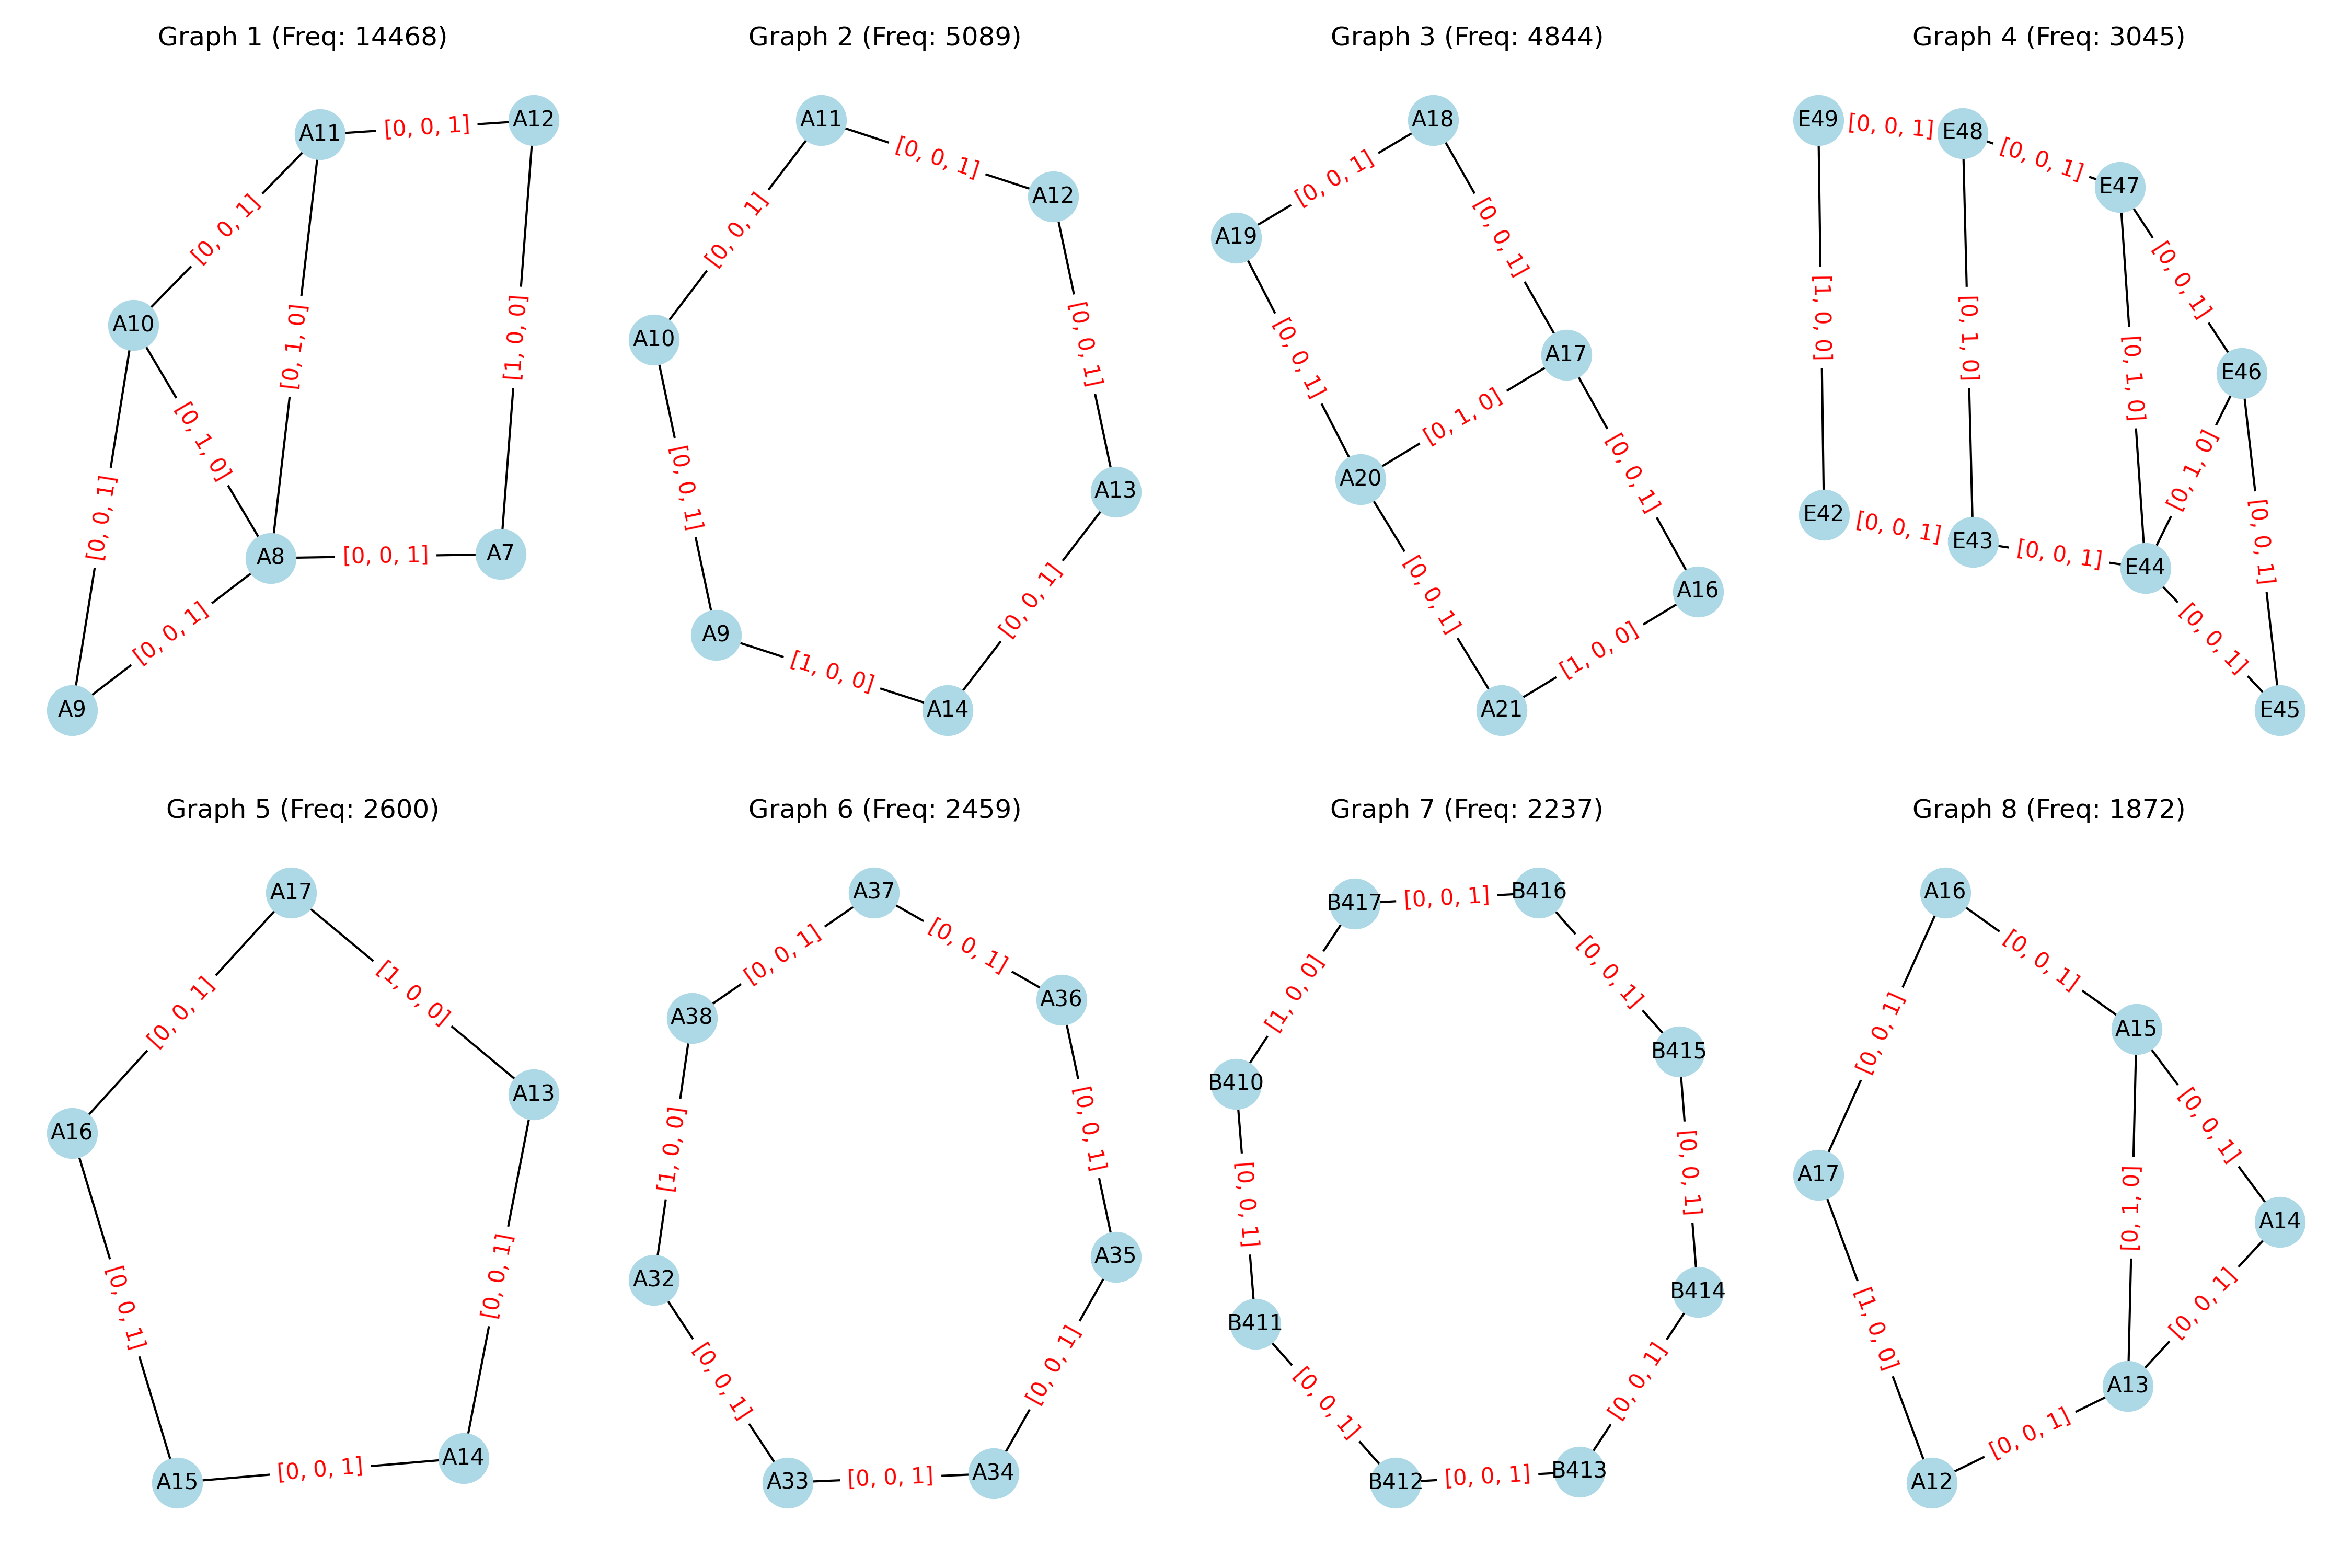 Graph 1 (Freq: 14468)
A11
[0, 0, 1]
A12
[0, 0, 1]
A10
[0, 1, 0]
[1, 0, 0]
[0, 1, 0]
[0, 0, 1]
A8
[0, 0, 1]
A7
[0, 0, 1]
A9
Graph 2 (Freq: 5089)
A11
[0, 0, 1]
A12
[0, 0, 1]
A10
[0, 0, 1]
[0, 0, 1]
A13
[0, 0, 1]
A9
[1, 0, 0]
A14
Graph 3 (Freq: 4844)
A18
[0, 0, 1]
A19
[0, 0, 1]
[0, 0, 1]
A17
[0, 1, 0]
A20
[0, 0, 1]
[0, 0, 1]
A16
[1, 0, 0]
A21
Graph 4 (Freq: 3045)
E49
[0, 0, 1]
E48
[0, 0, 1]
E47
[0, 0, 1]
[1, 0, 0]
[0, 1, 0]
[0, 1, 0]
E46
[0, 1, 0]
E42
[0, 0, 1]
E43
[0, 0, 1]
E44
[0, 0, 1]
[0, 0, 1]
E45
Graph 5 (Freq: 2600)
A17
[0, 0, 1]
[1, 0, 0]
A13
A16
[0, 0, 1]
[0, 0, 1]
A15
[0, 0, 1]
A14
Graph 6 (Freq: 2459)
A37
[0, 0, 1]
[0, 0, 1]
A38
A36
[1, 0, 0]
[0, 0, 1]
A35
A32
[0, 0, 1]
[0, 0, 1]
A33
[0, 0, 1]
A34
Graph 7 (Freq: 2237)
B417
[0, 0, 1]
B416
[1, 0, 0]
[0, 0, 1]
B415
B410
[0, 0, 1]
[0, 0, 1]
B414
B411
[0, 0, 1]
[0, 0, 1]
B412
[0, 0, 1]
B413
Graph 8 (Freq: 1872)
A16
[0, 0, 1]
A15
[0, 0, 1]
[0, 0, 1]
A17
[0, 1, 0]
A14
[1, 0, 0]
[0, 0, 1]
A13
[0, 0, 1]
A12